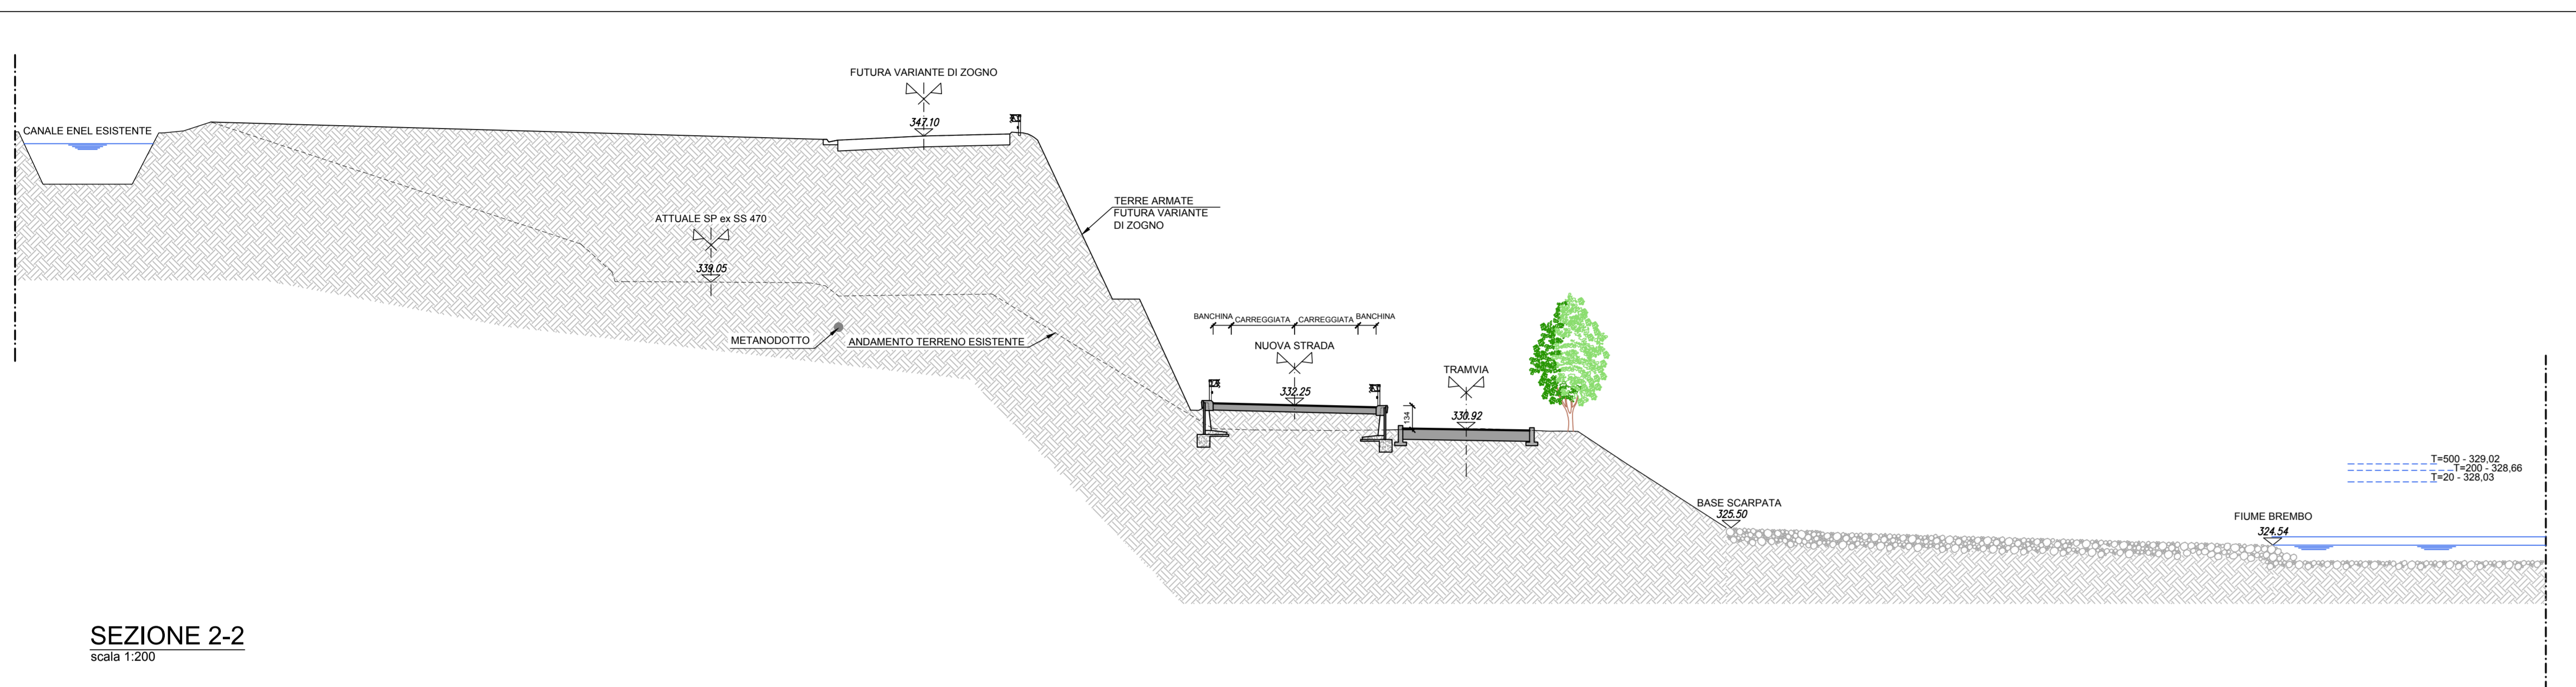 FUTURA VARIANTE DI ZOGNO
347.10
CANALE ENEL ESISTENTE
TERRE ARMATE
FUTURA VARIANTE
DI ZOGNO
ATTUALE SP ex SS 470
339.05
METANODOTTO
ANDAMENTO TERRENO ESISTENTE
BANCHINA
CARREGGIATA
CARREGGIATA
BANCHINA
NUOVA STRADA
332.25
TRAMVIA
134
330.92
T=500 - 329,02
T=200 - 328,66
T=20 - 328,03
BASE SCARPATA
325.50
FIUME BREMBO
324.54
SEZIONE 2-2
scala 1:200